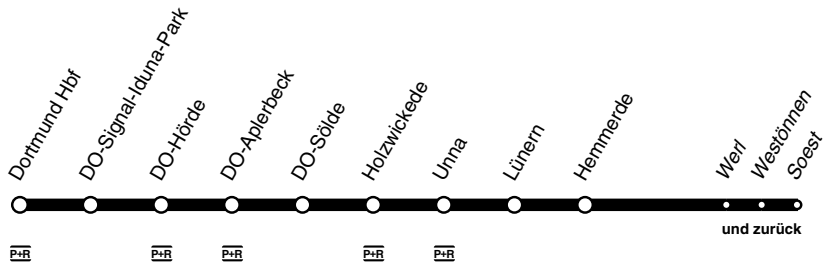 Dortmund Hbf
DO-Signal-Iduna-Park
DO-Hörde
DO-Aplerbeck
DO-Sölde
Holzwickede
Unna
Lünern
Hemmerde
Werl
Westönnen
Soest
und zurück
P+R
P+R
P+R
P+R
P+R